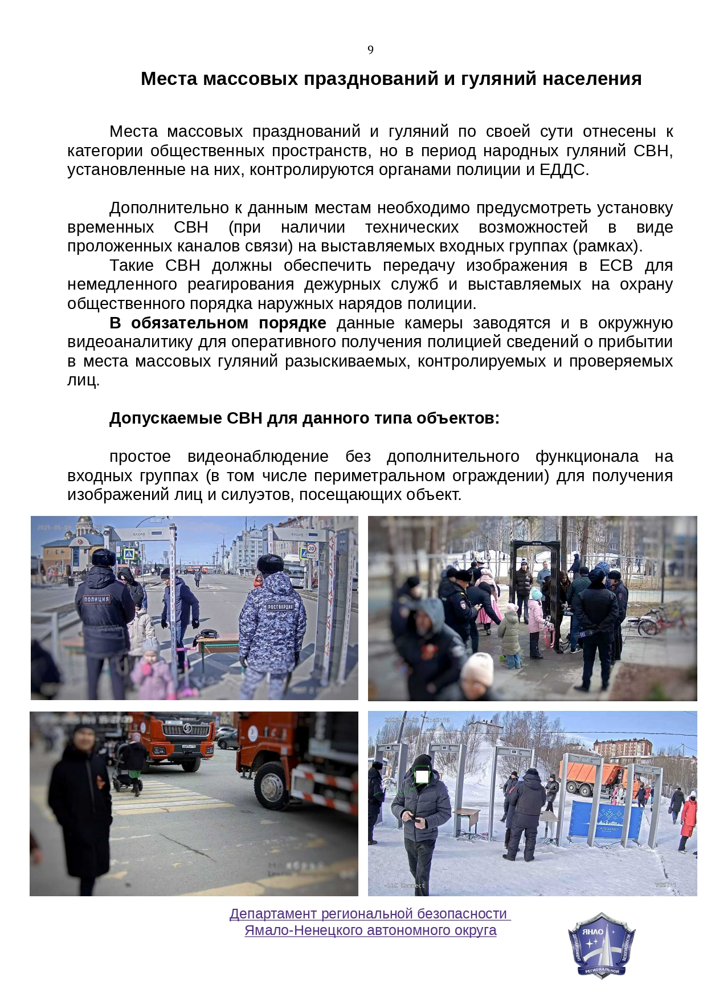 9
Места массовых празднований и гуляний населения
Места массовых празднований и гуляний по своей сути отнесены к
категории общественных пространств, но в период народных гуляний СВН,
установленные на них, контролируются органами полиции и ЕДДС.
Дополнительно к данным местам необходимо предусмотреть установку
временных СВН (при наличии технических возможностей в виде
проложенных каналов связи) на выставляемых входных группах (рамках).
Такие СВН должны обеспечить передачу изображения в ЕСВ для
немедленного реагирования дежурных служб и выставляемых на охрану
общественного порядка наружных нарядов полиции.
В обязательном порядке данные камеры заводятся и в окружную
видеоаналитику для оперативного получения полицией сведений о прибытии
в места массовых гуляний разыскиваемых, контролируемых и проверяемых
лиц.
Допускаемые СВН для данного типа объектов:
простое видеонаблюдение без дополнительного функционала на
входных группах (в том числе периметральном ограждении) для получения
изображений лиц и силуэтов, посещающих объект.
RADAR
RADAR
20
ПОЛИЦИЯ
РОСГВАРДИЯ
RADAR
САЛЕХАРД
Connect
POST-1
Департамент региональной безопасности
Ямало-Ненецкого автономного округа
ЯНАО
ДЕПАРТАМЕНТ
РЕГИОНАЛЬНОЙ
БЕЗОПАСНОСТИ